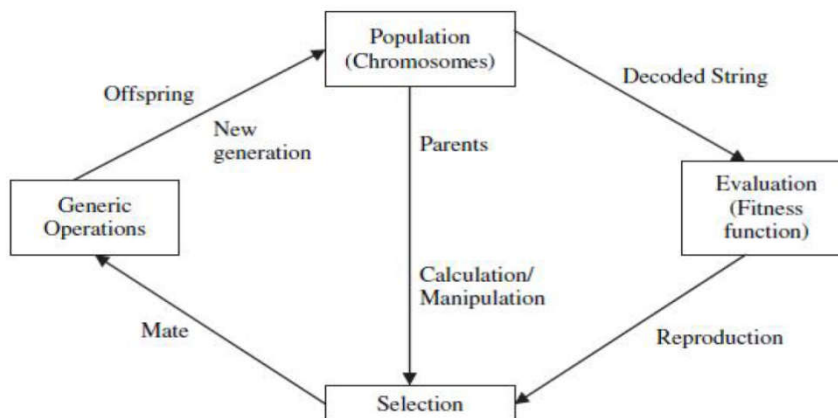 Population
(Chromosomes)
Offspring
Decoded String
New
generation
Parents
Generic
Operations
Evaluation
(Fitness
function)
Calculation/
Manipulation
Mate
Reproduction
Selection